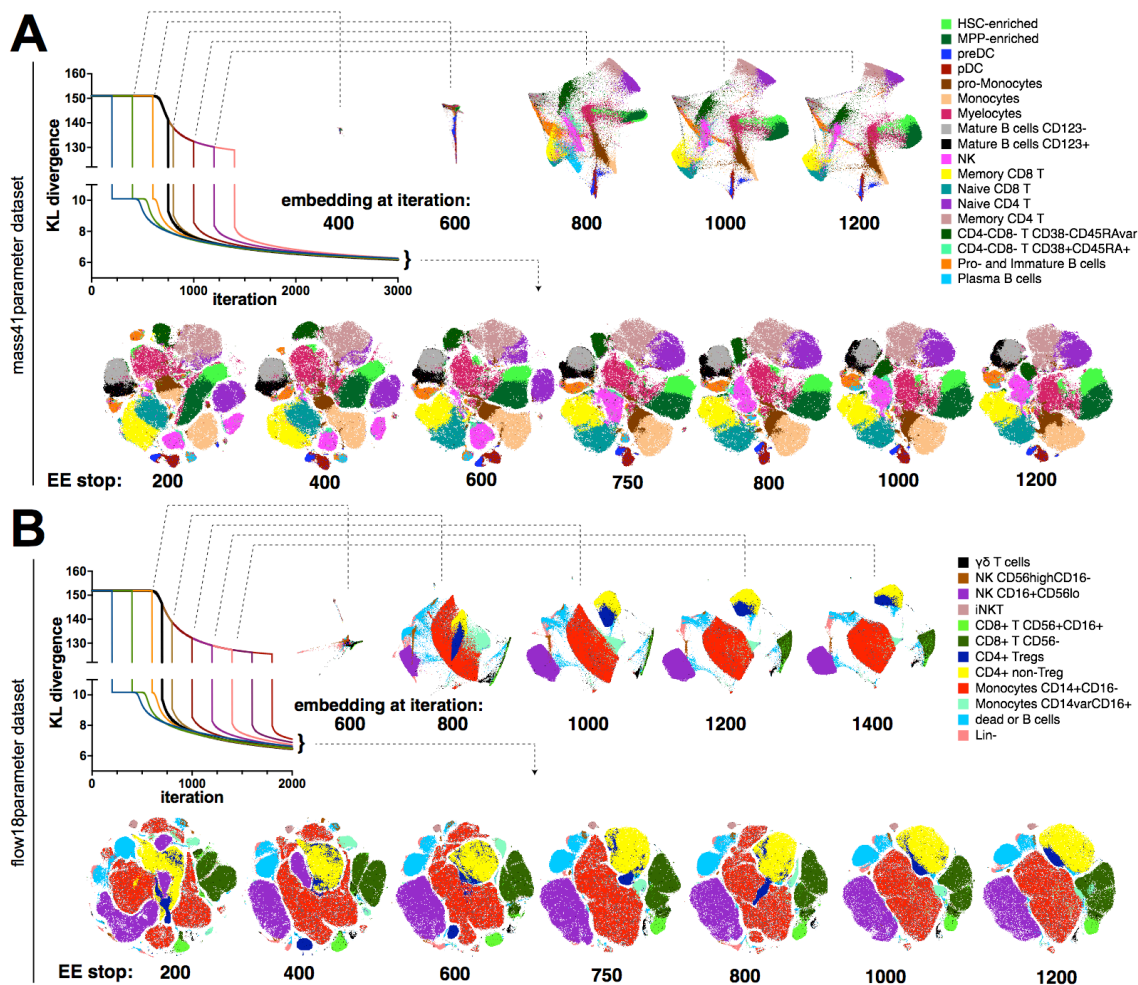 A
mass41parameter dataset
KL divergence
160
150
140
130
10
8
6
0
1000
2000
3000
iteration
embedding at iteration:
400
600
800
1000
1200
}
HSC-enriched
MPP-enriched
preDC
pDC
pro-Monocytes
Monocytes
Myelocytes
Mature B cells CD123-
Mature B cells CD123+
NK
Memory CD8 T
Naive CD8 T
Naive CD4 T
Memory CD4 T
CD4-CD8- T CD38-CD45RAvar
CD4-CD8- T CD38+CD45RA+
Pro- and Immature B cells
Plasma B cells
EE stop: 200 400 600 750 800 1000 1200
B
flow18parameter dataset
KL divergence
160
150
140
130
10
8
6
0
1000
2000
iteration
embedding at iteration:
600
800
1000
1200
1400
}
γδ T cells
NK CD56highCD16-
NK CD16+CD56lo
iNKT
CD8+ T CD56+CD16+
CD8+ T CD56-
CD4+ Tregs
CD4+ non-Treg
Monocytes CD14+CD16-
Monocytes CD14varCD16+
dead or B cells
Lin-
EE stop: 200 400 600 750 800 1000 1200